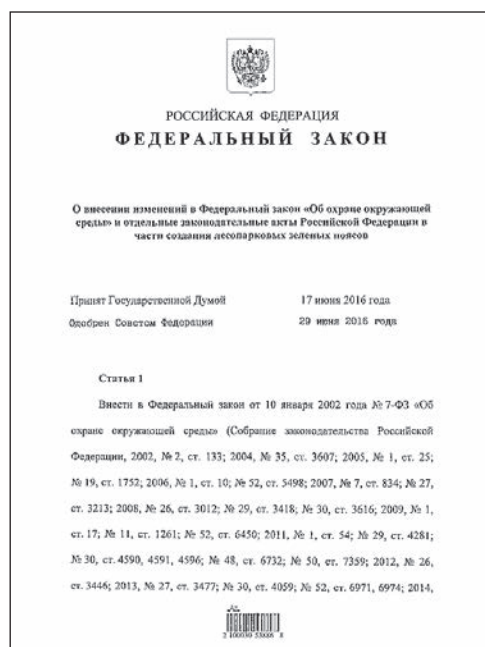 РОССИЙСКАЯ ФЕДЕРАЦИЯ
ФЕДЕРАЛЬНЫЙ ЗАКОН
О внесении изменений в Федеральный закон «Об охране окружающей
среды» и отдельные законодательные акты Российской Федерации в
части создания лесопарковых зеленых поясов
Принят Государственной Думой 17 июня 2016 года
Одобрен Советом Федерации 29 июня 2016 года
Статья 1
Внести в Федеральный закон от 10 января 2002 года № 7-ФЗ «Об
охране окружающей среды» (Собрание законодательства Российской
Федерации, 2002, № 2, ст. 133; 2004, № 35, ст. 3607; 2005, № 1, ст. 25;
№ 19, ст. 1752; 2006, № 1, ст. 10; № 52, ст. 5498; 2007, № 7, ст. 834; № 27,
ст. 3213; 2008, № 26, ст. 3012; № 29, ст. 3418; № 30, ст. 3616; 2009, № 1,
ст. 17; № 11, ст. 1261; № 52, ст. 6450; 2011, № 1, ст. 54; № 29, ст. 4281;
№ 30, ст. 4590, 4591, 4596; № 48, ст. 6732; № 50, ст. 7359; 2012, № 26,
ст. 3446; 2013, № 27, ст. 3477; № 30, ст. 4059; № 52, ст. 6971, 6974; 2014,
2 100030 53886 8